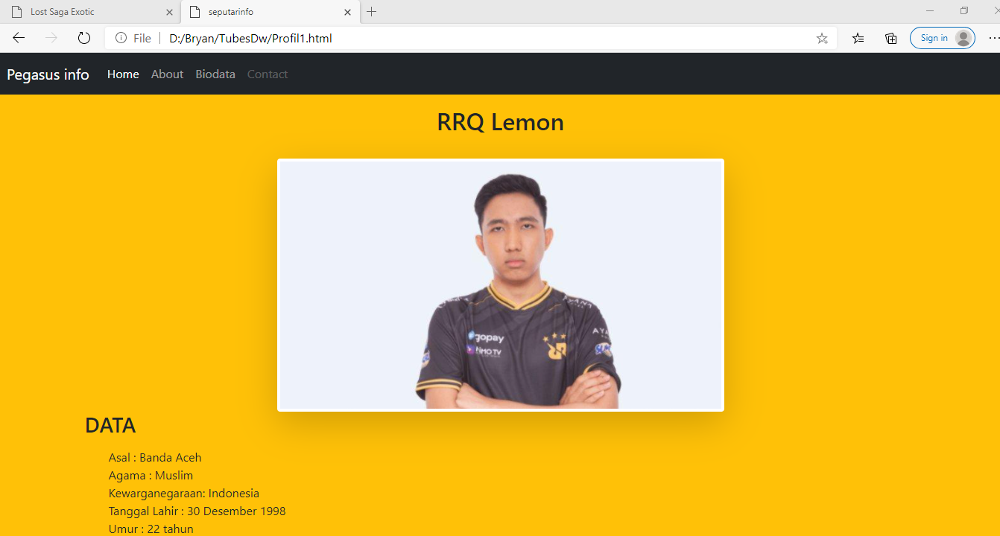 Lost Saga Exotic
seputarinfo
File
D:/Bryan/TubesDw/Profil1.html
Sign in
Pegasus info Home About Biodata Contact
RRQ Lemon
gopay
NIMO TV
DATA
Asal : Banda Aceh
Agama : Muslim
Kewarganegaraan: Indonesia
Tanggal Lahir : 30 Desember 1998
Umur : 22 tahun